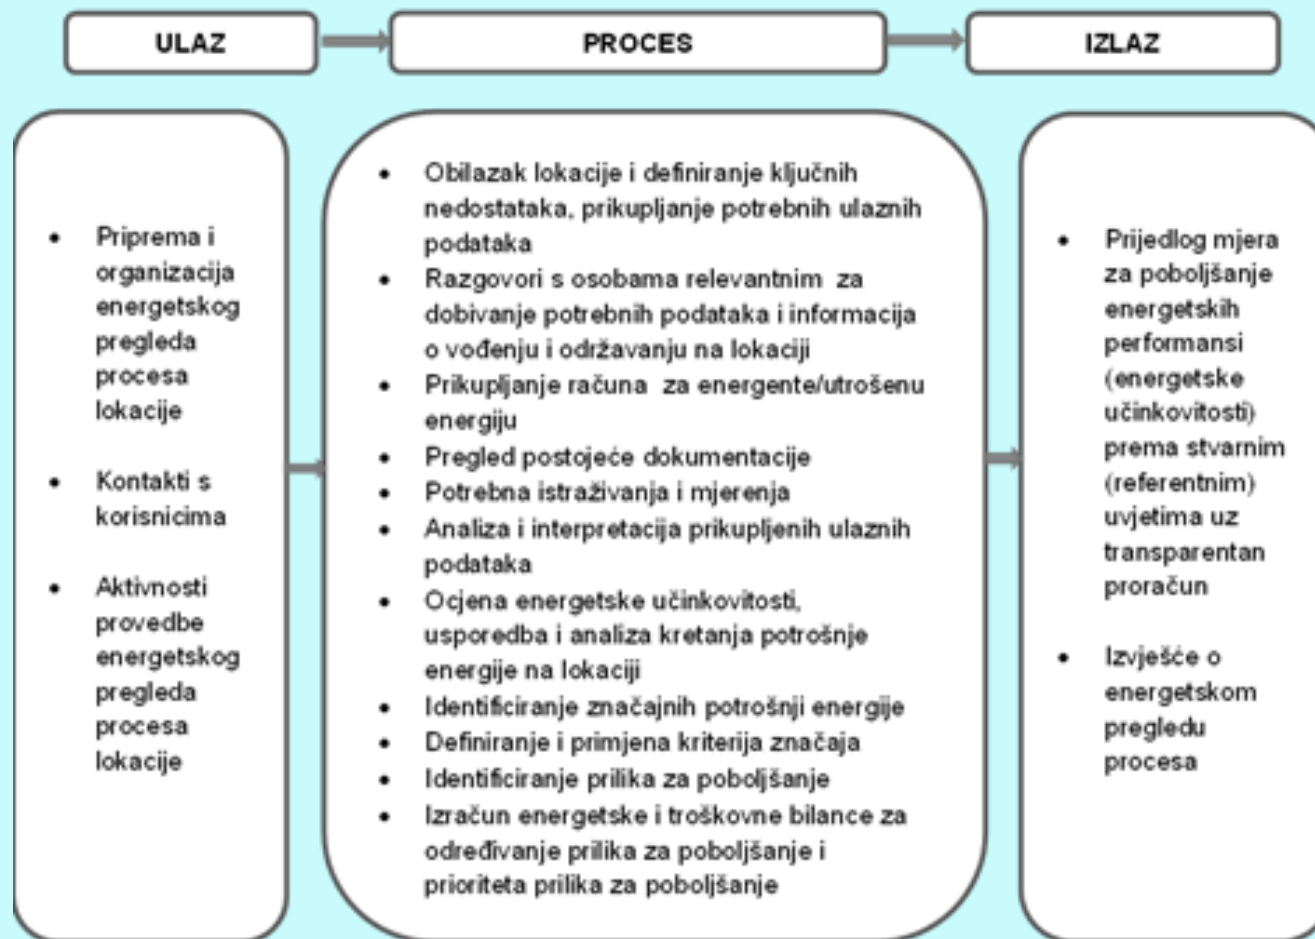 ULAZ
PROCES
IZLAZ
• Priprema i
organizacija
energetskog
pregleda
procesa
lokacije
• Kontakti s
korisnicima
• Aktivnosti
provedbe
energetskog
pregleda
procesa
lokacije
• Obilazak lokacije i definiranje ključnih
nedostataka, prikupljanje potrebnih ulaznih
podataka
• Razgovori s osobama relevantnim za
dobivanje potrebnih podataka i informacija
o vođenju i održavanju na lokaciji
• Prikupljanje računa za energente/utrošenu
energiju
• Pregled postojeće dokumentacije
• Potrebna istraživanja i mjerenja
• Analiza i interpretacija prikupljenih ulaznih
podataka
• Ocjena energetske učinkovitosti,
usporedba i analiza kretanja potrošnje
energije na lokaciji
• Identificiranje značajnih potrošnji energije
• Definiranje i primjena kriterija značaja
• Identificiranje prilika za poboljšanje
• Izračun energetske i troškovne bilance za
određivanje prilika za poboljšanje i
prioriteta prilika za poboljšanje
• Prijedlog mjera
za poboljšanje
energetskih
performansi
(energetske
učinkovitosti)
prema stvarnim
(referentnim)
uvjetima uz
transparentan
proračun
• Izvješće o
energetskom
pregledu
procesa